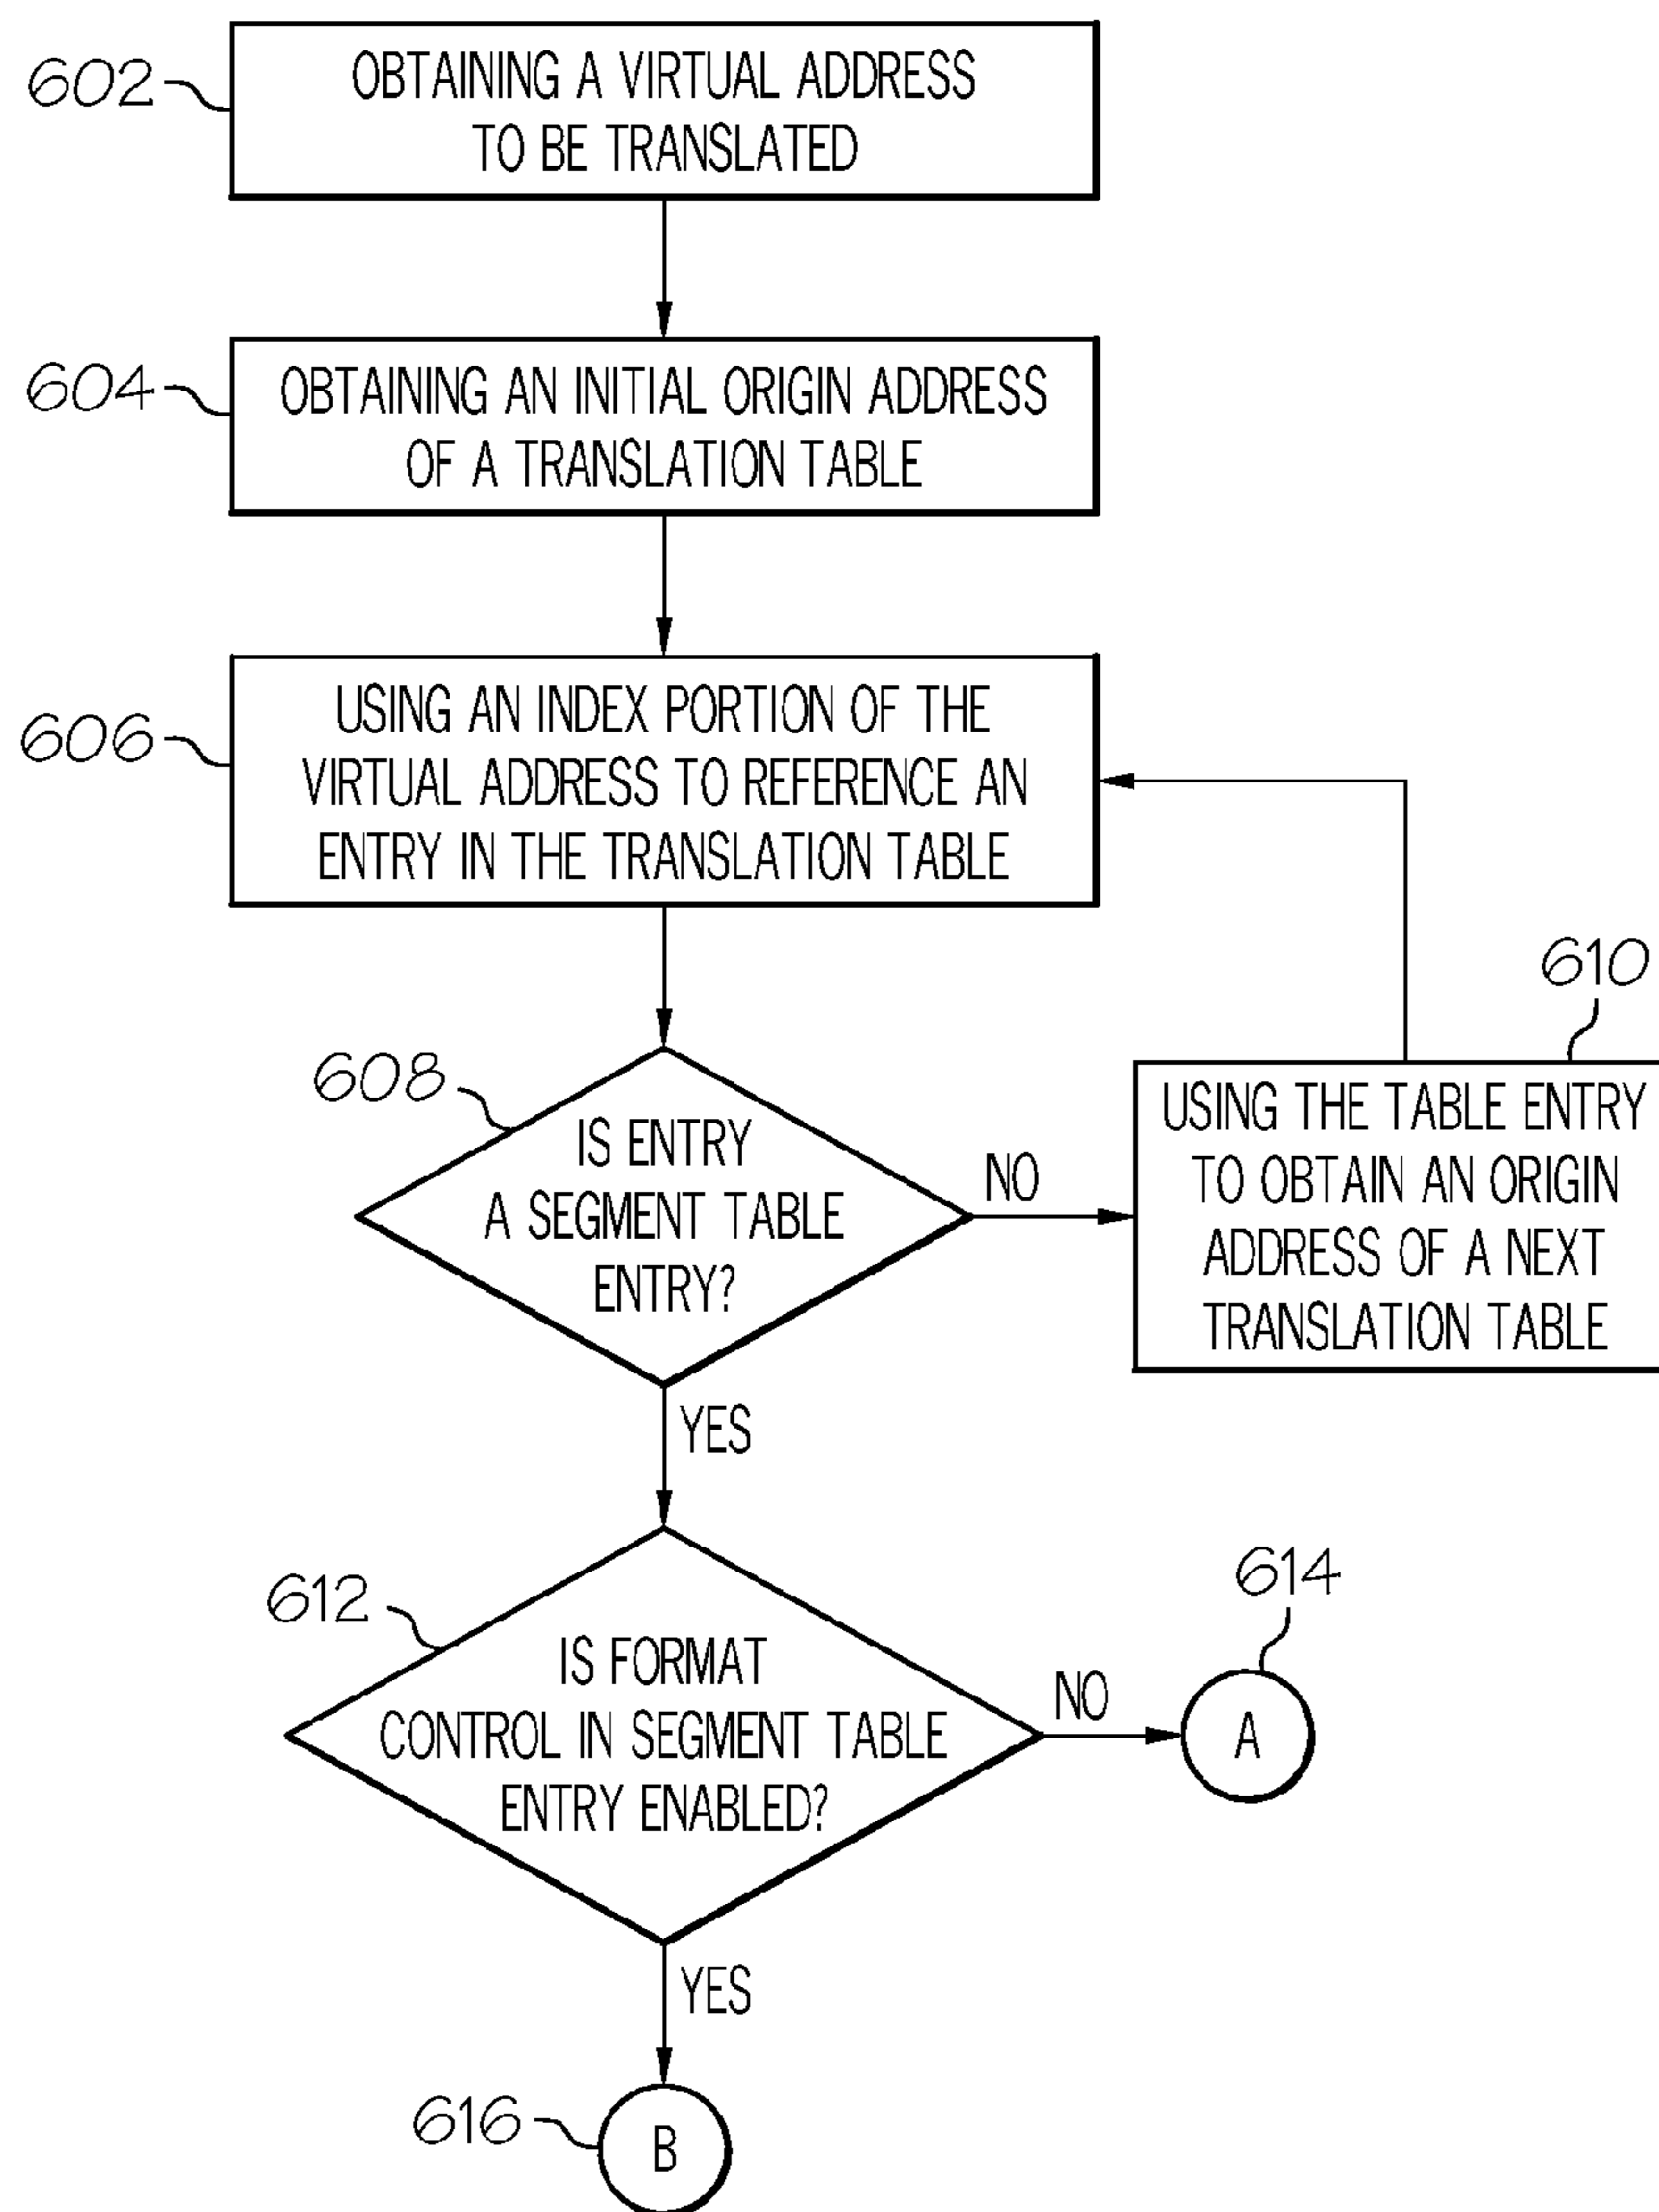 602
OBTAINING A VIRTUAL ADDRESS
TO BE TRANSLATED
604
OBTAINING AN INITIAL ORIGIN ADDRESS
OF A TRANSLATION TABLE
606
USING AN INDEX PORTION OF THE
VIRTUAL ADDRESS TO REFERENCE AN
ENTRY IN THE TRANSLATION TABLE
608
IS ENTRY
A SEGMENT TABLE
ENTRY?
NO
610
USING THE TABLE ENTRY
TO OBTAIN AN ORIGIN
ADDRESS OF A NEXT
TRANSLATION TABLE
YES
612
IS FORMAT
CONTROL IN SEGMENT TABLE
ENTRY ENABLED?
NO
614
A
YES
616
B